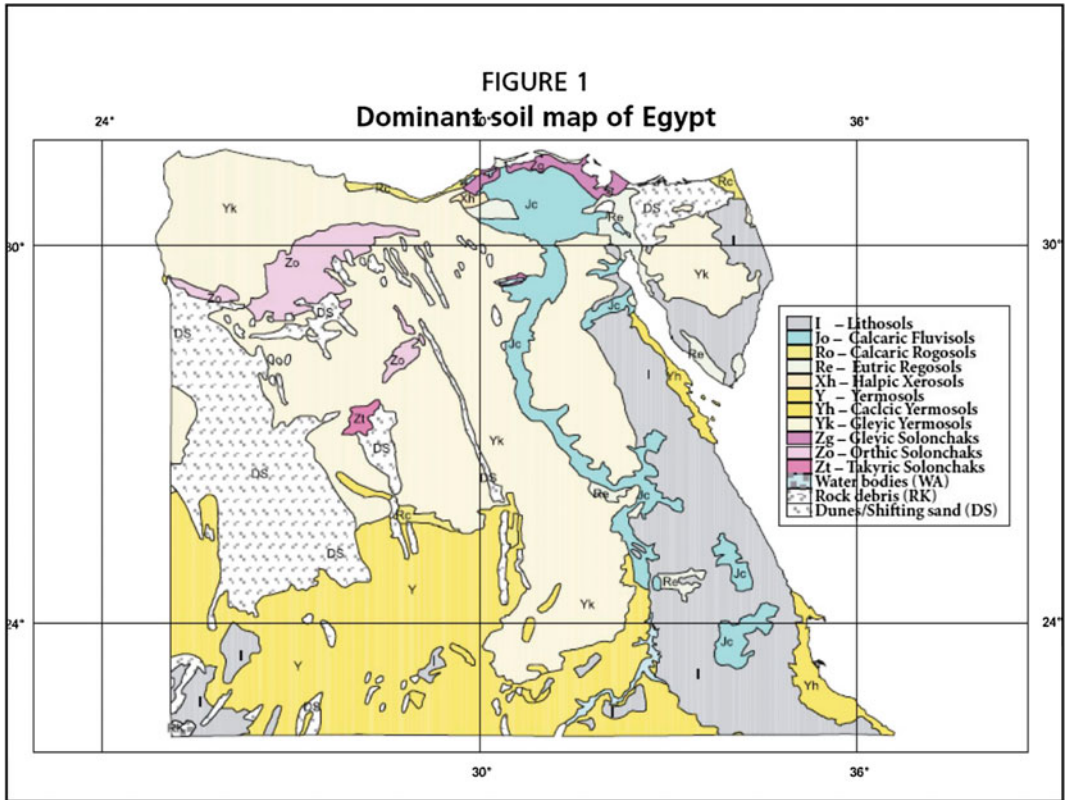 FIGURE 1
Dominant soil map of Egypt
24° 30° 36°
Zg
Rc Rc
Yk Xh Jc DS
Re
30° I 30°
Zo Yk
Zo
DS DS Jc
I – Lithosols
Jo – Calcaric Fluvisols
Ro – Calcaric Rogosols
Re – Eutric Regosols
Xh – Halpic Xerosols
Y – Yermosols
Yh – Caclcic Yermosols
Yk – Gleyic Yermosols
Zg – Gleyic Solonchaks
Zo – Orthic Solonchaks
Zt – Takyric Solonchaks
Water bodies (WA)
Rock debris (RK)
Dunes/Shifting sand (DS)
Jc Re
Zo I Yh
Zt
DS Yk
DS DS
Re Jc
Rc
DS
Y Re Jc
Yk
24° 24°
I Jc
Y I Yh
I DS I
RK
30° 36°